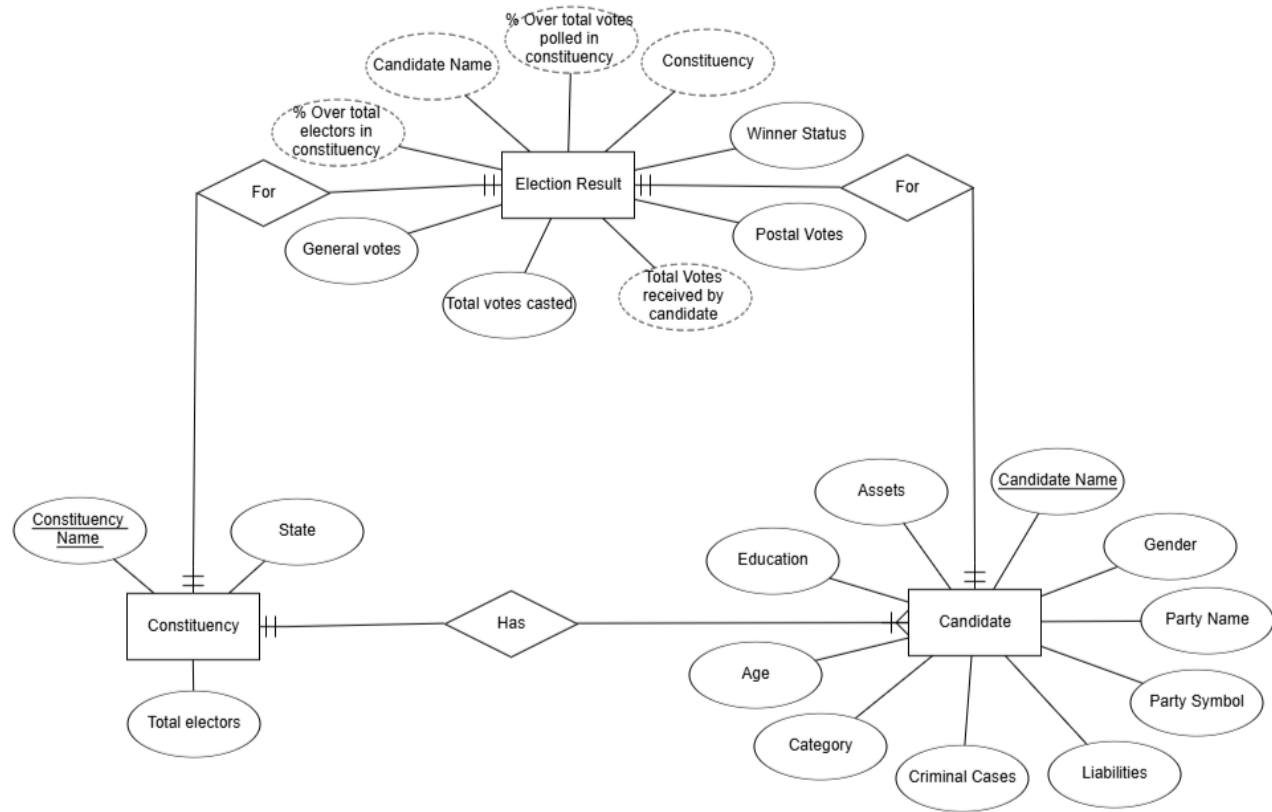 % Over total votes
polled in
constituency
Candidate Name
Constituency
% Over total
electors in
constituency
Winner Status
For
Election Result
For
General votes
Postal Votes
Total votes casted
Total Votes
received by
candidate
Assets
Candidate Name
Constituency
Name
State
Education
Gender
Constituency
Has
Candidate
Party Name
Age
Party Symbol
Total electors
Category
Criminal Cases
Liabilities